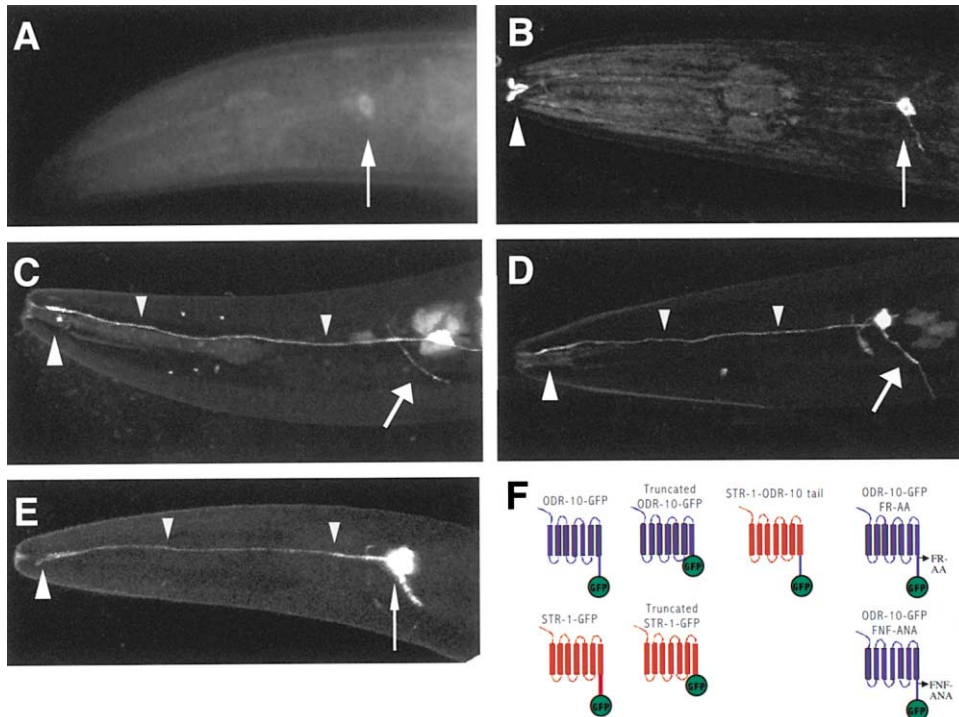 A
B
C
D
E
F
ODR-10-GFP
Truncated
ODR-10-GFP
STR-1-ODR-10 tail
ODR-10-GFP
FR-AA
GFP
GFP
GFP
FR-
AA
GFP
STR-1-GFP
Truncated
STR-1-GFP
ODR-10-GFP
FNF-ANA
GFP
GFP
FNF-
ANA
GFP